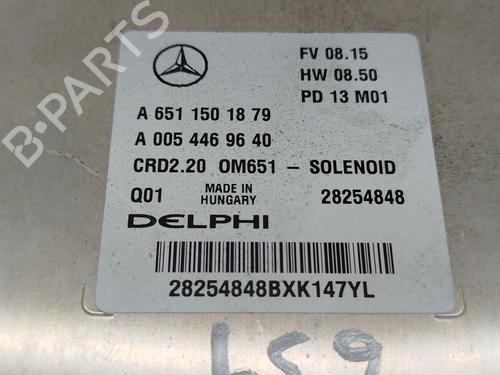 FV 08.15
HW 08.50
PD 13 M01
A 651 150 18 79
A 005 446 96 40
CRD2.20 OM651 – SOLENOID
Q01 MADE IN HUNGARY 28254848
DELPHI
28254848BXK147YL
651
B-PARTS